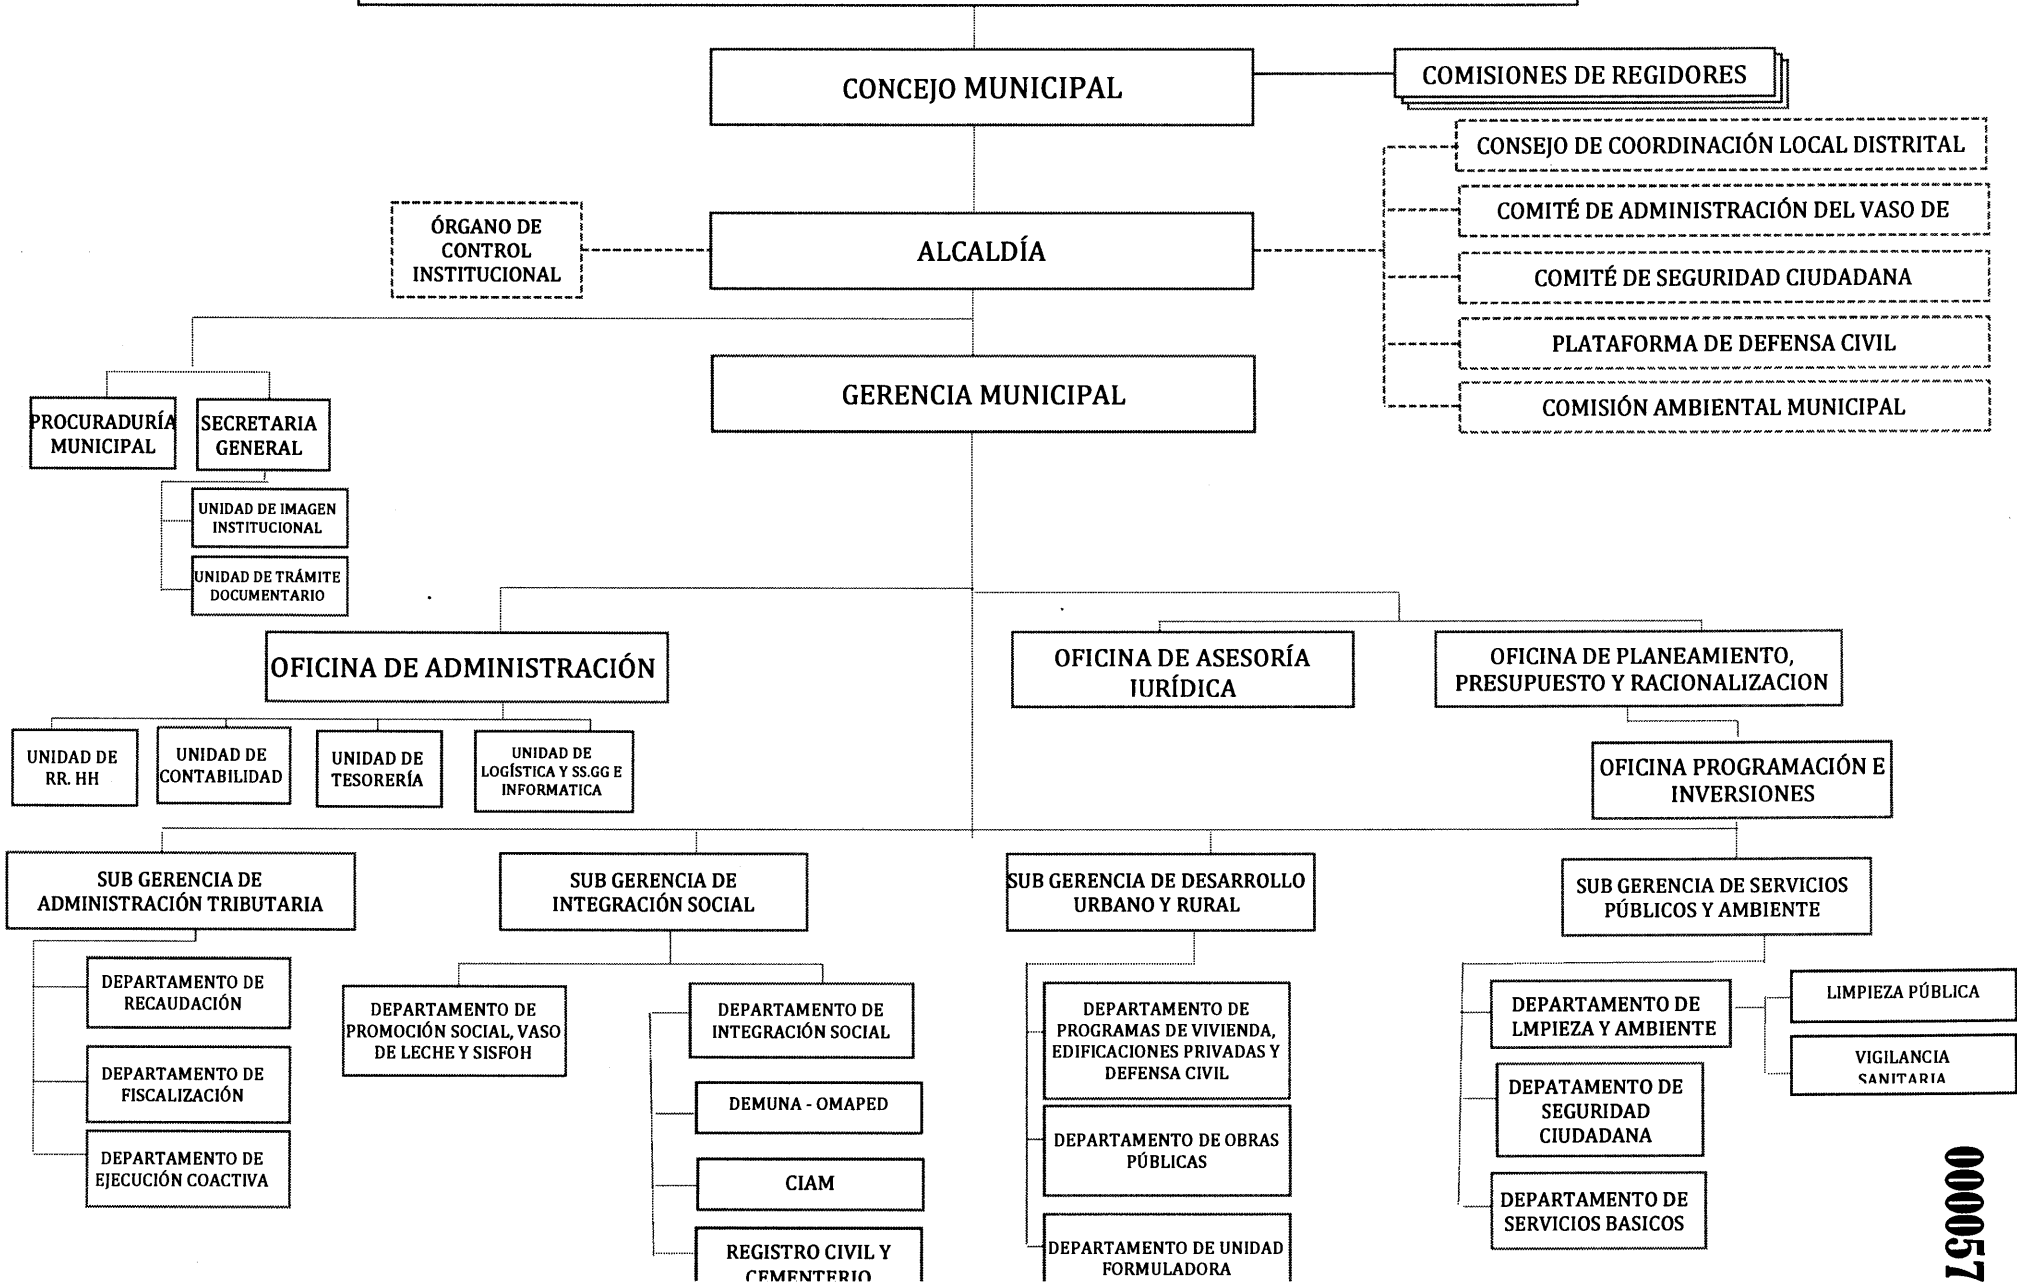 CONCEJO MUNICIPAL
COMISIONES DE REGIDORES
CONSEJO DE COORDINACIÓN LOCAL DISTRITAL
COMITÉ DE ADMINISTRACIÓN DEL VASO DE
COMITÉ DE SEGURIDAD CIUDADANA
PLATAFORMA DE DEFENSA CIVIL
COMISIÓN AMBIENTAL MUNICIPAL
ÓRGANO DE
CONTROL
INSTITUCIONAL
ALCALDÍA
GERENCIA MUNICIPAL
PROCURADURÍA
MUNICIPAL
SECRETARIA
GENERAL
UNIDAD DE IMAGEN
INSTITUCIONAL
UNIDAD DE TRÁMITE
DOCUMENTARIO
OFICINA DE ADMINISTRACIÓN
OFICINA DE ASESORÍA
JURÍDICA
OFICINA DE PLANEAMIENTO,
PRESUPUESTO Y RACIONALIZACION
UNIDAD DE
RR. HH
UNIDAD DE
CONTABILIDAD
UNIDAD DE
TESORERÍA
UNIDAD DE
LOGÍSTICA Y SS.GG E
INFORMATICA
OFICINA PROGRAMACIÓN E
INVERSIONES
SUB GERENCIA DE
ADMINISTRACIÓN TRIBUTARIA
SUB GERENCIA DE
INTEGRACIÓN SOCIAL
SUB GERENCIA DE DESARROLLO
URBANO Y RURAL
SUB GERENCIA DE SERVICIOS
PÚBLICOS Y AMBIENTE
DEPARTAMENTO DE
RECAUDACIÓN
DEPARTAMENTO DE
FISCALIZACIÓN
DEPARTAMENTO DE
EJECUCIÓN COACTIVA
DEPARTAMENTO DE
PROMOCIÓN SOCIAL, VASO
DE LECHE Y SISFOH
DEPARTAMENTO DE
INTEGRACIÓN SOCIAL
DEMUNA - OMAPED
CIAM
REGISTRO CIVIL Y
CEMENTERIO
DEPARTAMENTO DE
PROGRAMAS DE VIVIENDA,
EDIFICACIONES PRIVADAS Y
DEFENSA CIVIL
DEPARTAMENTO DE OBRAS
PÚBLICAS
DEPARTAMENTO DE UNIDAD
FORMULADORA
DEPARTAMENTO DE
LMPIEZA Y AMBIENTE
DEPATAMENTO DE
SEGURIDAD
CIUDADANA
DEPARTAMENTO DE
SERVICIOS BASICOS
LIMPIEZA PÚBLICA
VIGILANCIA
SANITARIA
000057